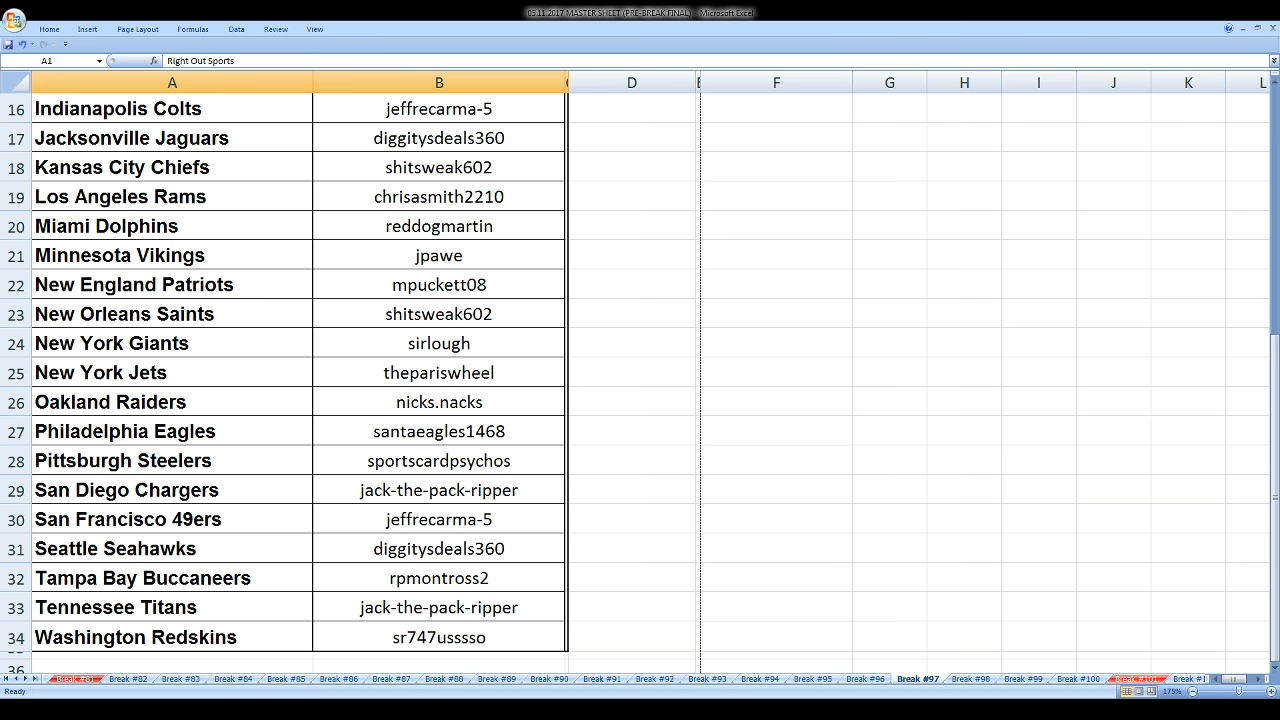 05.11.2017 MASTER SHEET (PRE-BREAK FINAL) - Microsoft Excel
Home Insert Page Layout Formulas Data Review View
A1 fx Right Out Sports
A B D F G H I J K L
16 Indianapolis Colts jeffrecarma-5
17 Jacksonville Jaguars diggitysdeals360
18 Kansas City Chiefs shitsweak602
19 Los Angeles Rams chrisasmith2210
20 Miami Dolphins reddogmartin
21 Minnesota Vikings jpawe
22 New England Patriots mpuckett08
23 New Orleans Saints shitsweak602
24 New York Giants sirlough
25 New York Jets thepariswheel
26 Oakland Raiders nicks.nacks
27 Philadelphia Eagles santaeagles1468
28 Pittsburgh Steelers sportscardpsychos
29 San Diego Chargers jack-the-pack-ripper
30 San Francisco 49ers jeffrecarma-5
31 Seattle Seahawks diggitysdeals360
32 Tampa Bay Buccaneers rpmontross2
33 Tennessee Titans jack-the-pack-ripper
34 Washington Redskins sr747usssso
36
Break #81 Break #82 Break #83 Break #84 Break #85 Break #86 Break #87 Break #88 Break #89 Break #90 Break #91 Break #92 Break #93 Break #94 Break #95 Break #96 Break #97 Break #98 Break #99 Break #100 Break #101 Break #1
Ready 175%